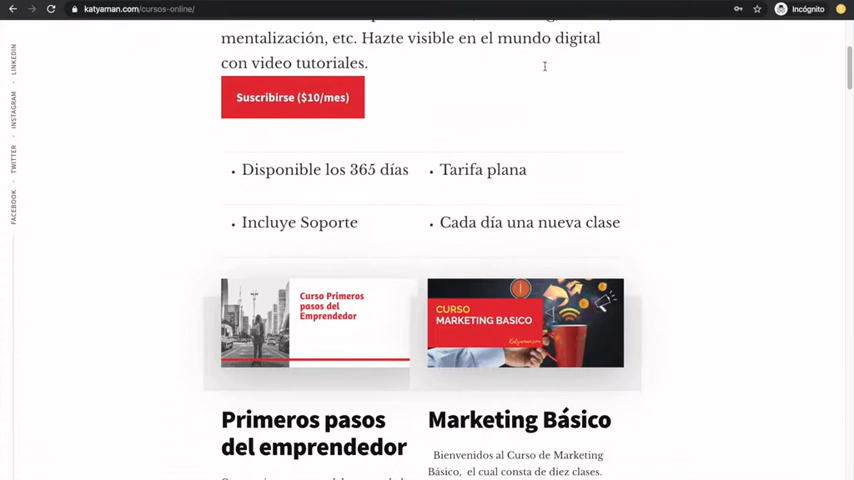 katyaman.com/cursos-online/
Incógnito
LINKEDIN
INSTAGRAM
TWITTER
FACEBOOK
mentalización, etc. Hazte visible en el mundo digital
con video tutoriales.
Suscribirse ($10/mes)
Disponible los 365 días
Tarifa plana
Incluye Soporte
Cada día una nueva clase
Curso Primeros
pasos del
Emprendedor
CURSO
MARKETING BASICO
Katyaman.com
Primeros pasos
del emprendedor
Marketing Básico
Bienvenidos al Curso de Marketing
Básico, el cual consta de diez clases.